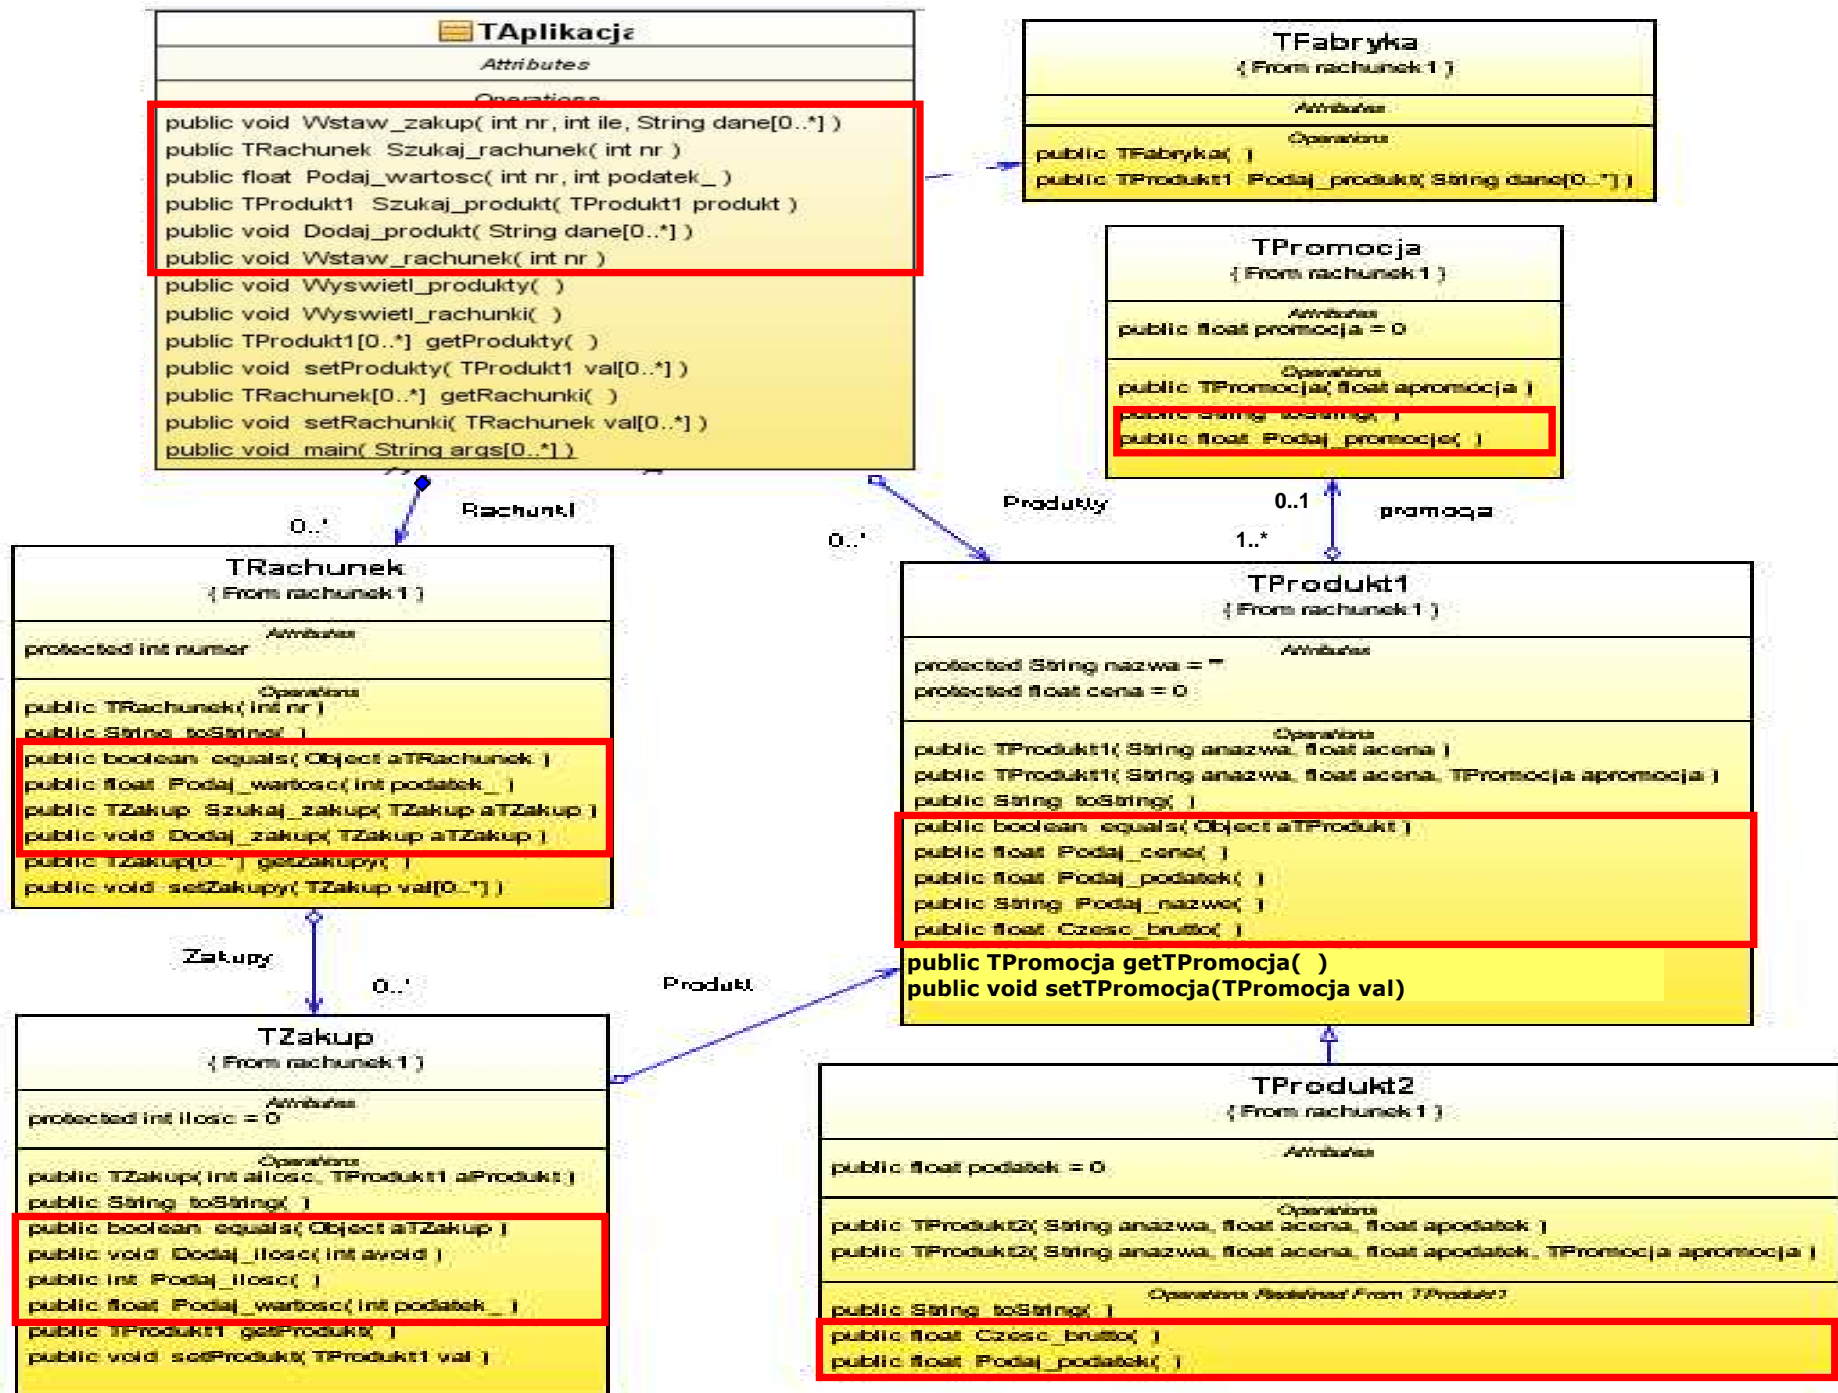 TAplikacja
Attributes
Operations
public void Wstaw_zakup( int nr, int ile, String dane[0..*] )
public TRachunek Szukaj_rachunek( int nr )
public float Podaj_wartosc( int nr, int podatek_ )
public TProdukt1 Szukaj_produkt( TProdukt1 produkt )
public void Dodaj_produkt( String dane[0..*] )
public void Wstaw_rachunek( int nr )
public void Wyswietl_produkty( )
public void Wyswietl_rachunki( )
public TProdukt1[0..*] getProdukty( )
public void setProdukty( TProdukt1 val[0..*] )
public TRachunek[0..*] getRachunki( )
public void setRachunki( TRachunek val[0..*] )
public void main( String args[0..*] )
TFabryka
{ From rachunek1 }
Attributes
Operations
public TFabryka( )
public TProdukt1 Podaj_produkt( String dane[0..*] )
TPromocja
{ From rachunek1 }
Attributes
public float promocja = 0
Operations
public TPromocja( float apromocja )
public String toString( )
public float Podaj_promocje( )
Rachunki
0..*
Produkty
0..*
0..1
promocja
1..*
TRachunek
{ From rachunek1 }
Attributes
protected int numer
Operations
public TRachunek( int nr )
public String toString( )
public boolean equals( Object aTRachunek )
public float Podaj_wartosc( int podatek_ )
public TZakup Szukaj_zakup( TZakup aTZakup )
public void Dodaj_zakup( TZakup aTZakup )
public TZakup[0..*] getZakupy( )
public void setZakupy( TZakup val[0..*] )
TProdukt1
{ From rachunek1 }
Attributes
protected String nazwa = ""
protected float cena = 0
Operations
public TProdukt1( String anazwa, float acena )
public TProdukt1( String anazwa, float acena, TPromocja apromocja )
public String toString( )
public boolean equals( Object aTProdukt )
public float Podaj_cene( )
public float Podaj_podatek( )
public String Podaj_nazwe( )
public float Czesc_brutto( )
public TPromocja getTPromocja( )
public void setTPromocja(TPromocja val)
Zakupy
0..*
Produkt
TZakup
{ From rachunek1 }
Attributes
protected int ilosc = 0
Operations
public TZakup( int ailosc, TProdukt1 aProdukt )
public String toString( )
public boolean equals( Object aTZakup )
public void Dodaj_ilosc( int avoid )
public int Podaj_ilosc( )
public float Podaj_wartosc( int podatek_ )
public TProdukt1 getProdukt( )
public void setProdukt( TProdukt1 val )
TProdukt2
{ From rachunek1 }
Attributes
public float podatek = 0
Operations
public TProdukt2( String anazwa, float acena, float apodatek )
public TProdukt2( String anazwa, float acena, float apodatek, TPromocja apromocja )
Operations Redefined From TProdukt1
public String toString( )
public float Czesc_brutto( )
public float Podaj_podatek( )